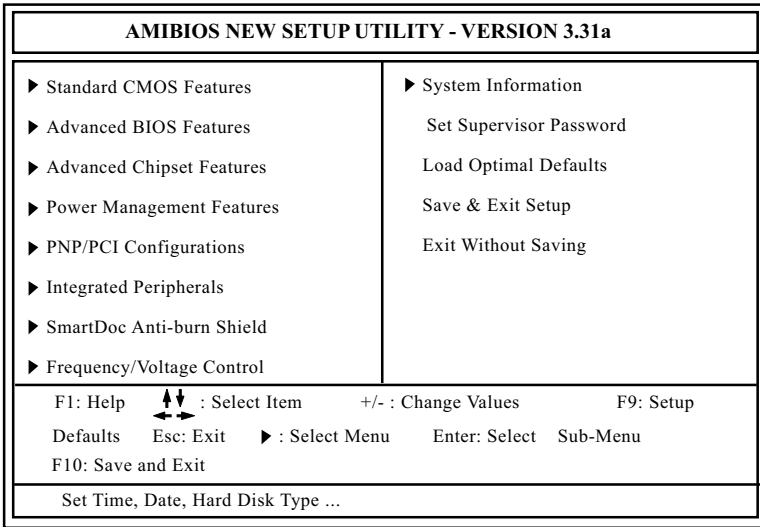 AMIBIOS NEW SETUP UTILITY - VERSION 3.31a
Standard CMOS Features
Advanced BIOS Features
Advanced Chipset Features
Power Management Features
PNP/PCI Configurations
Integrated Peripherals
SmartDoc Anti-burn Shield
Frequency/Voltage Control
System Information
Set Supervisor Password
Load Optimal Defaults
Save & Exit Setup
Exit Without Saving
F1: Help : Select Item +/- : Change Values F9: Setup
Defaults Esc: Exit : Select Menu Enter: Select Sub-Menu
F10: Save and Exit
Set Time, Date, Hard Disk Type ...